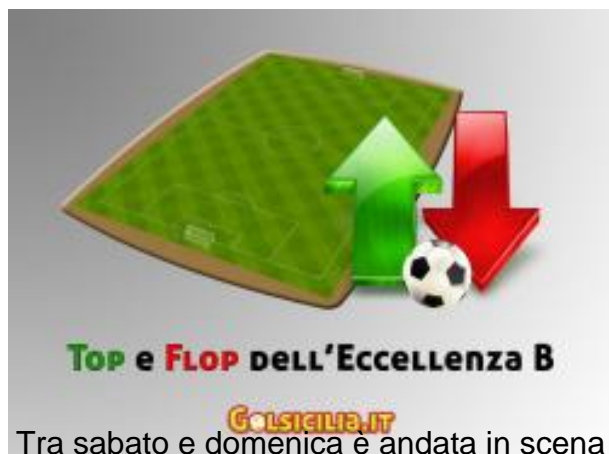 TOP e FLOP DELL'ECCELLENZA B
GOLSICILIA.IT
Tra sabato e domenica è andata in scena